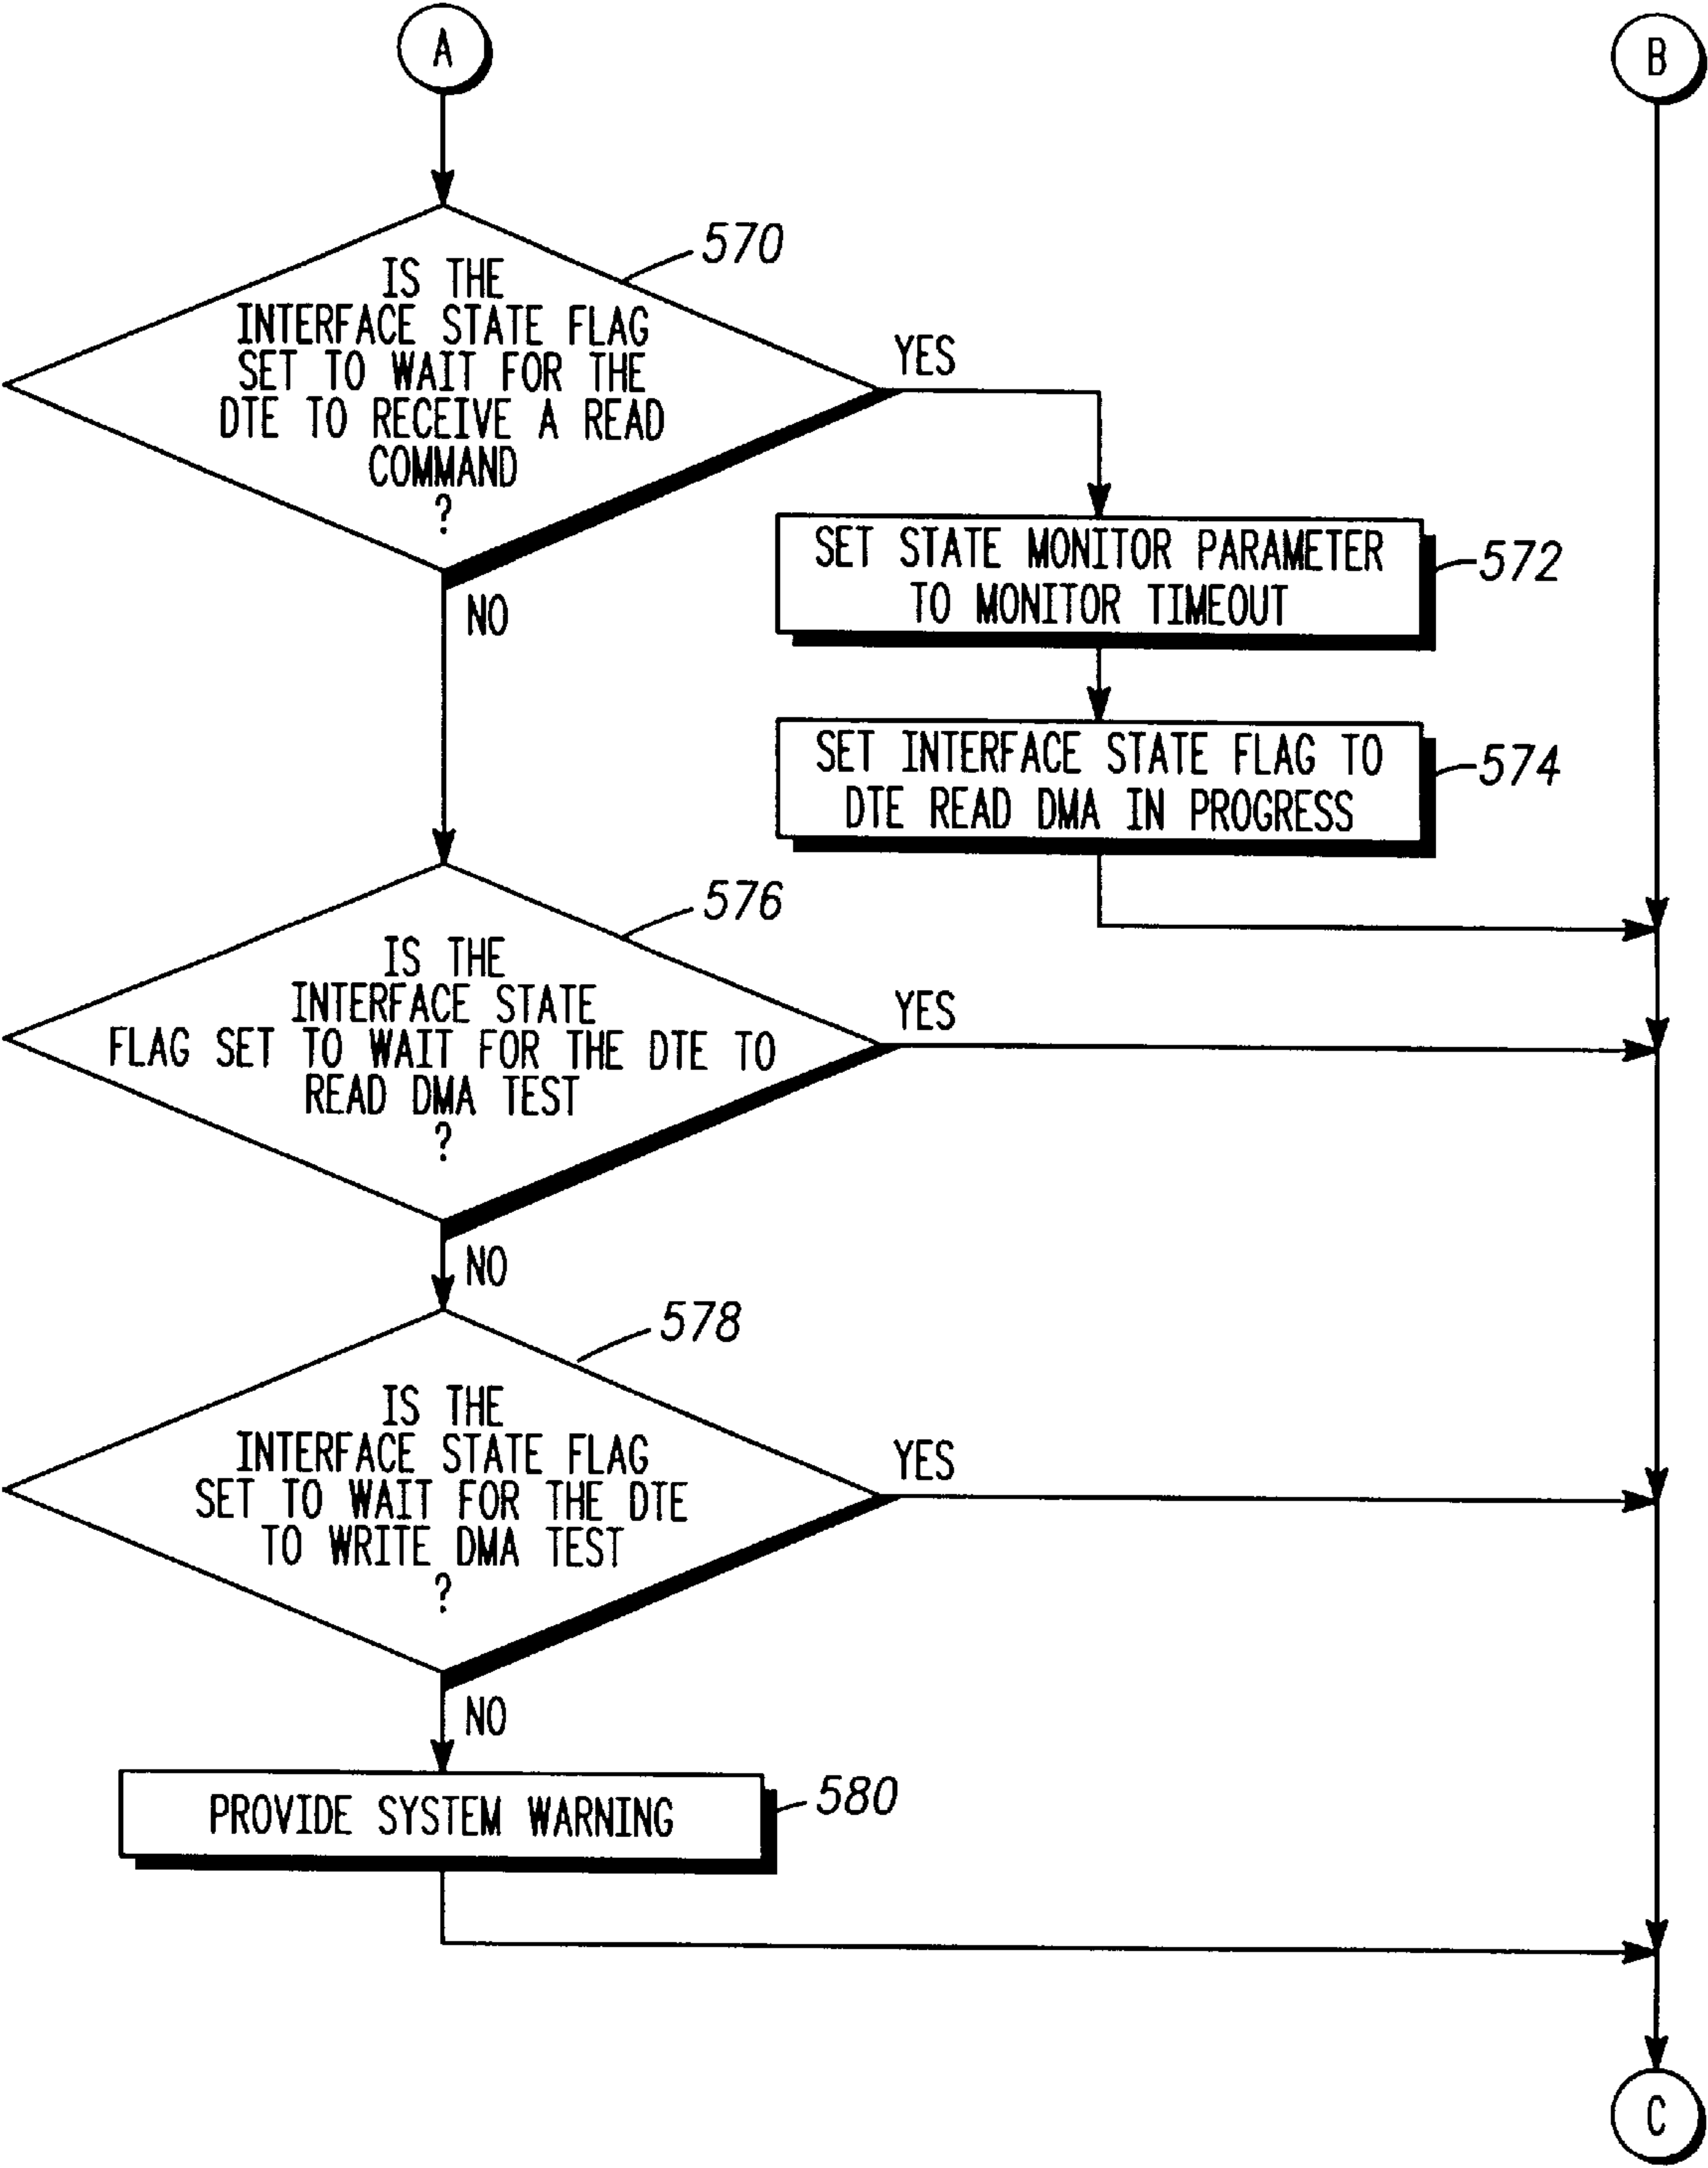 A
B
570
IS THE
INTERFACE STATE FLAG
SET TO WAIT FOR THE
DTE TO RECEIVE A READ
COMMAND
?
YES
NO
SET STATE MONITOR PARAMETER
TO MONITOR TIMEOUT
572
SET INTERFACE STATE FLAG TO
DTE READ DMA IN PROGRESS
574
576
IS THE
INTERFACE STATE
FLAG SET TO WAIT FOR THE DTE TO
READ DMA TEST
?
YES
NO
578
IS THE
INTERFACE STATE FLAG
SET TO WAIT FOR THE DTE
TO WRITE DMA TEST
?
YES
NO
PROVIDE SYSTEM WARNING
580
C